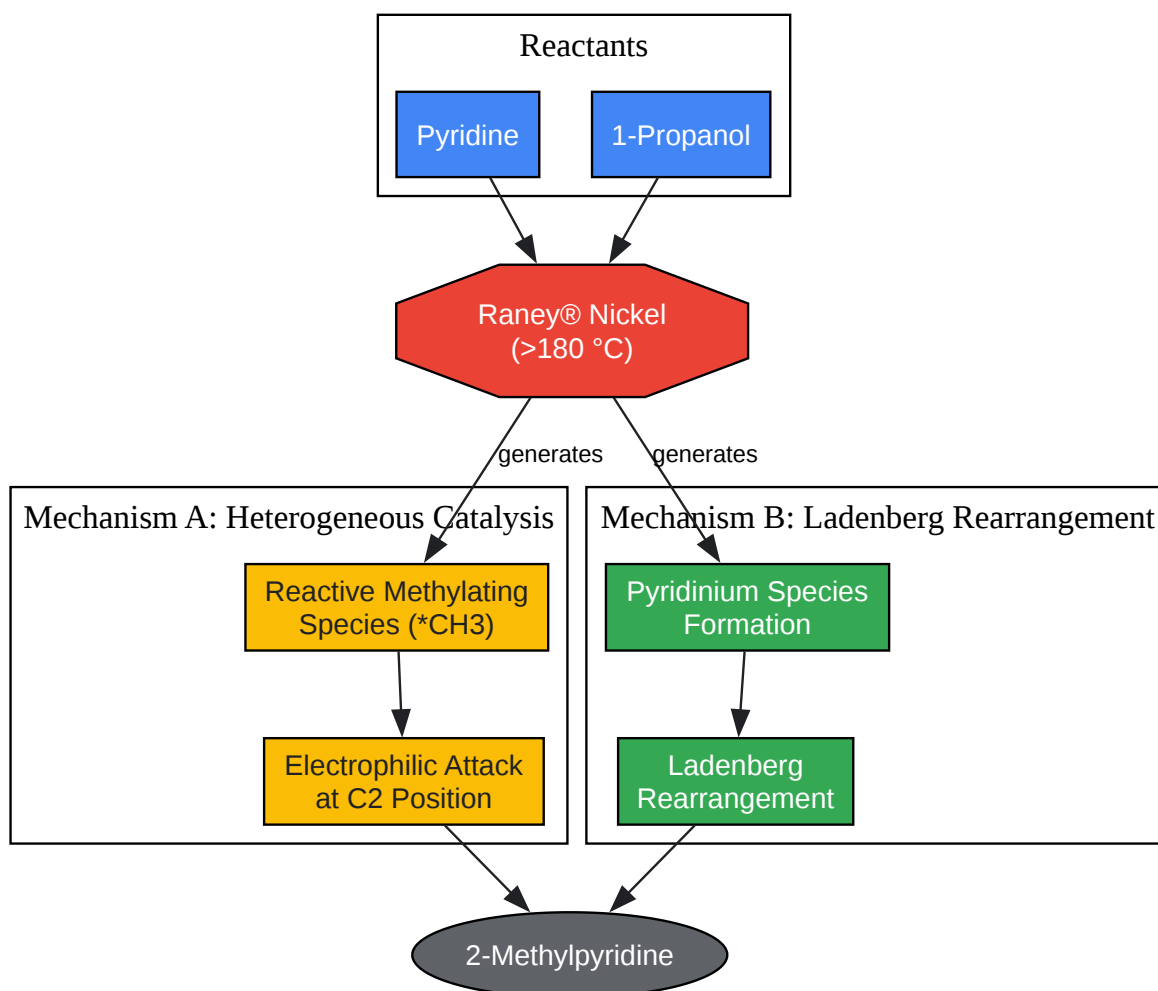 Reactants
Pyridine
1-Propanol
Raney® Nickel
(>180 °C)
generates
generates
Mechanism A: Heterogeneous Catalysis
Reactive Methylating
Species (*CH3)
Electrophilic Attack
at C2 Position
Mechanism B: Ladenberg Rearrangement
Pyridinium Species
Formation
Ladenberg
Rearrangement
2-Methylpyridine